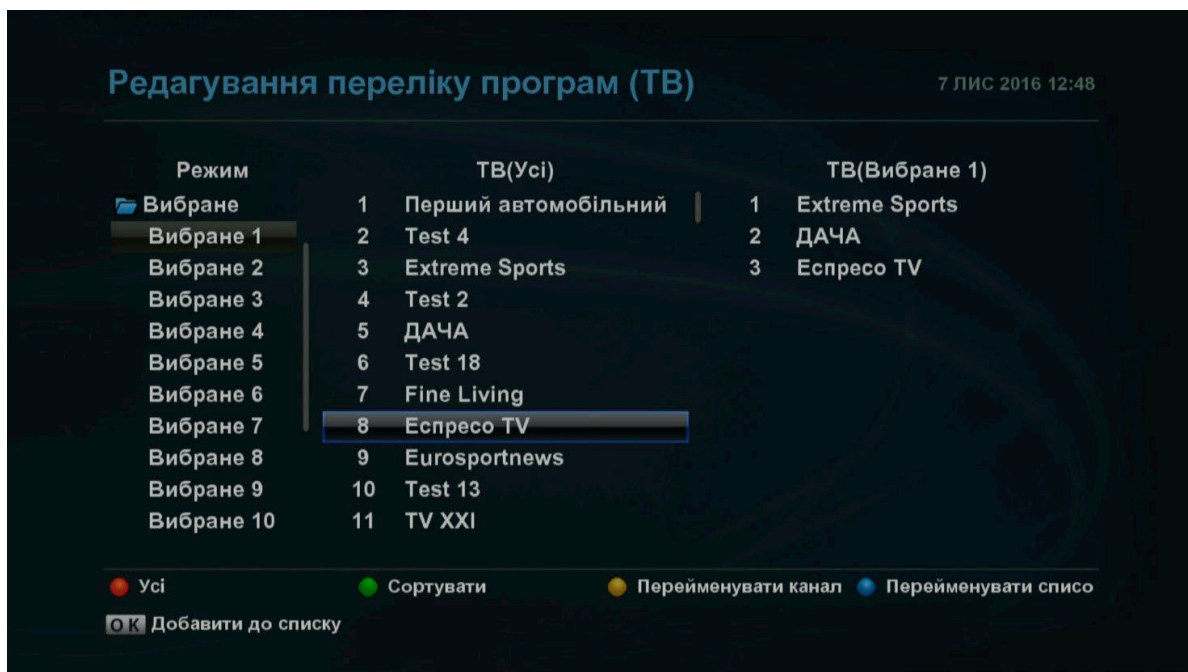 Редагування переліку програм (ТВ) 7 ЛИС 2016 12:48
Режим ТВ(Усі) ТВ(Вибране 1)
Вибране 1 Перший автомобільний 1 Extreme Sports
Вибране 1 2 Test 4 2 ДАЧА
Вибране 2 3 Extreme Sports 3 Еспресо TV
Вибране 3 4 Test 2
Вибране 4 5 ДАЧА
Вибране 5 6 Test 18
Вибране 6 7 Fine Living
Вибране 7 8 Еспресо TV
Вибране 8 9 Eurosportnews
Вибране 9 10 Test 13
Вибране 10 11 TV XXI
Усі Сортувати Перейменувати канал Перейменувати списо
OK Добавити до списку